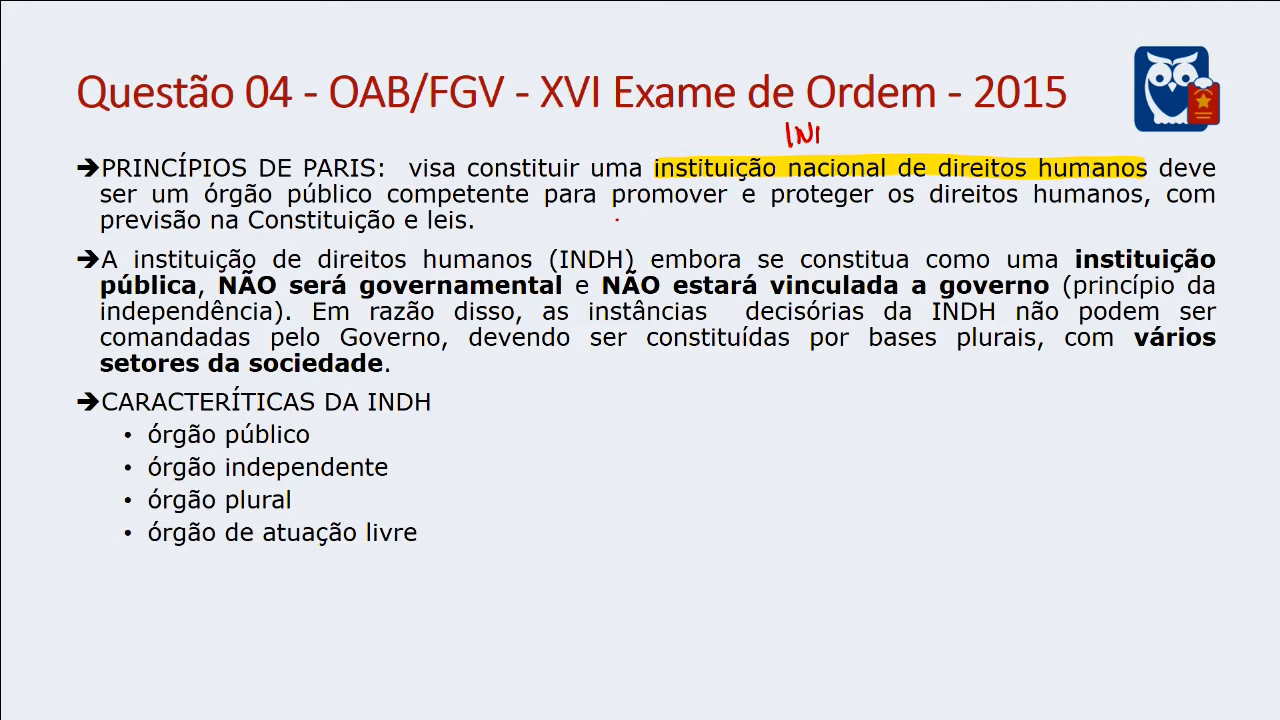 Questão 04 - OAB/FGV - XVI Exame de Ordem - 2015
INI
➔PRINCÍPIOS DE PARIS: visa constituir uma instituição nacional de direitos humanos deve
ser um órgão público competente para promover e proteger os direitos humanos, com
previsão na Constituição e leis.
➔A instituição de direitos humanos (INDH) embora se constitua como uma instituição
pública, NÃO será governamental e NÃO estará vinculada a governo (princípio da
independência). Em razão disso, as instâncias decisórias da INDH não podem ser
comandadas pelo Governo, devendo ser constituídas por bases plurais, com vários
setores da sociedade.
➔CARACTERÍTICAS DA INDH
• órgão público
• órgão independente
• órgão plural
• órgão de atuação livre